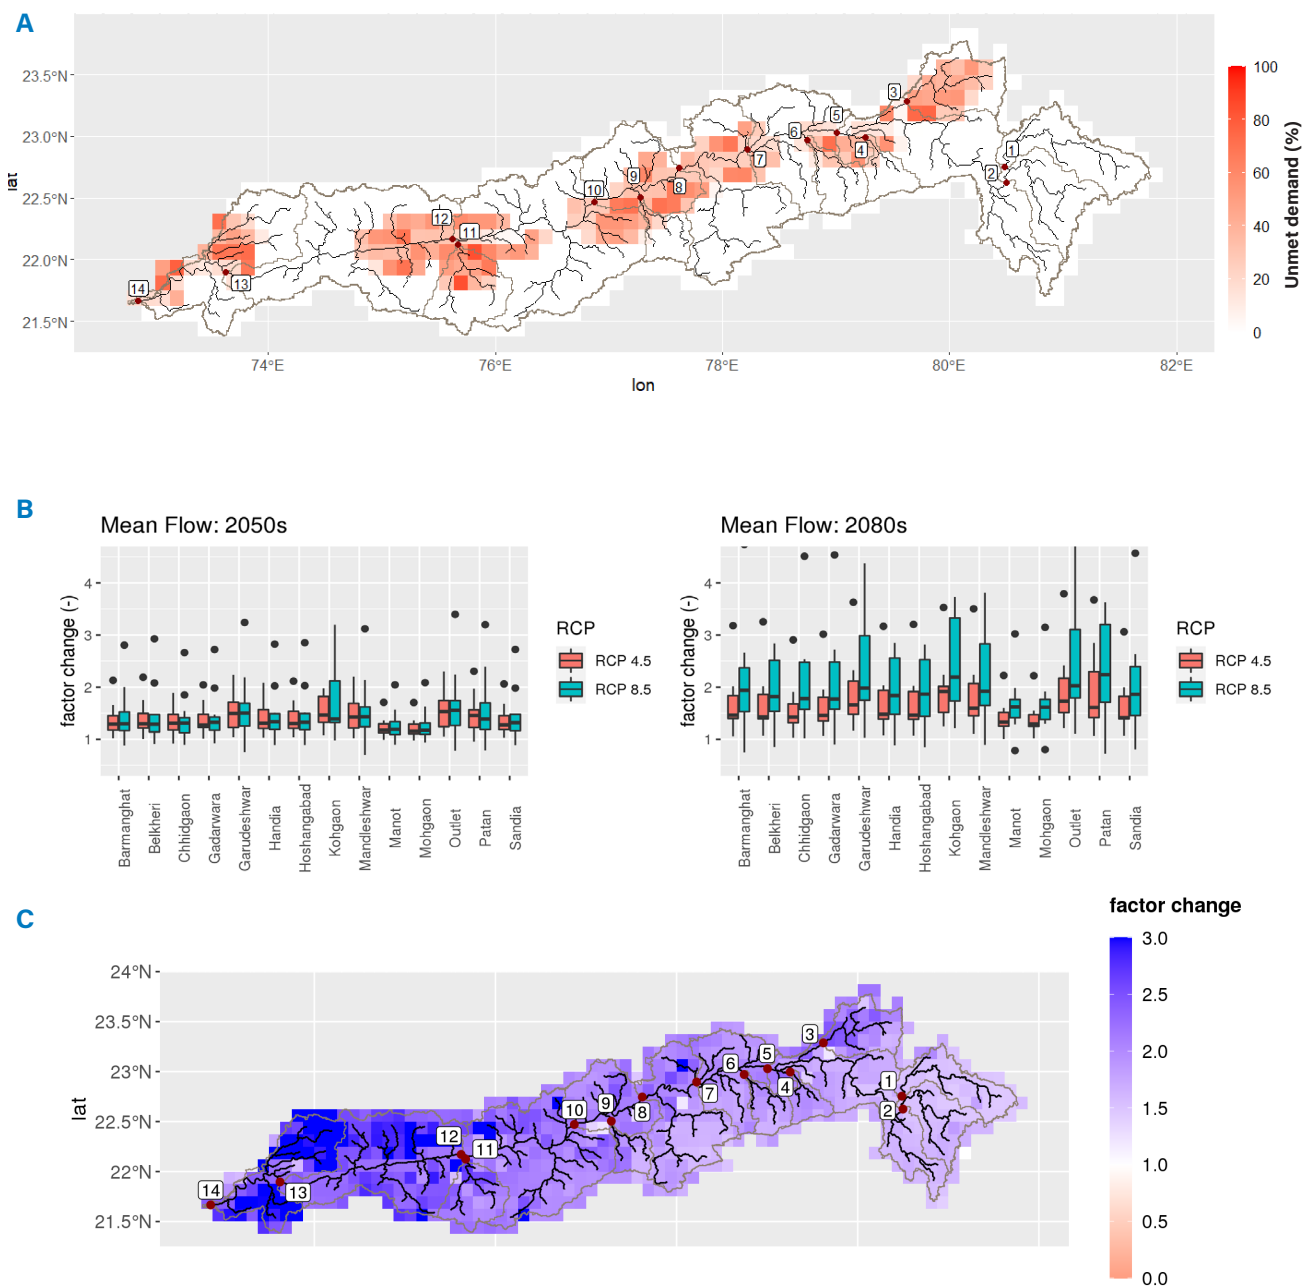 A
23.5°N
23.0°N
22.5°N
22.0°N
21.5°N
lat
74°E
76°E
78°E
80°E
82°E
lon
1
2
3
4
5
6
7
8
9
10
11
12
13
14
Unmet demand (%)
100
80
60
40
20
0
B
Mean Flow: 2050s
factor change (-)
4
3
2
1
Barmanghat
Belkheri
Chhidgaon
Gadarwara
Garudeshwar
Handia
Hoshangabad
Kohgaon
Mandleshwar
Manot
Mohgaon
Outlet
Patan
Sandia
RCP
RCP 4.5
RCP 8.5
Mean Flow: 2080s
factor change (-)
4
3
2
1
Barmanghat
Belkheri
Chhidgaon
Gadarwara
Garudeshwar
Handia
Hoshangabad
Kohgaon
Mandleshwar
Manot
Mohgaon
Outlet
Patan
Sandia
RCP
RCP 4.5
RCP 8.5
C
24°N
23.5°N
23°N
22.5°N
22°N
21.5°N
lat
1
2
3
4
5
6
7
8
9
10
11
12
13
14
factor change
3.0
2.5
2.0
1.5
1.0
0.5
0.0